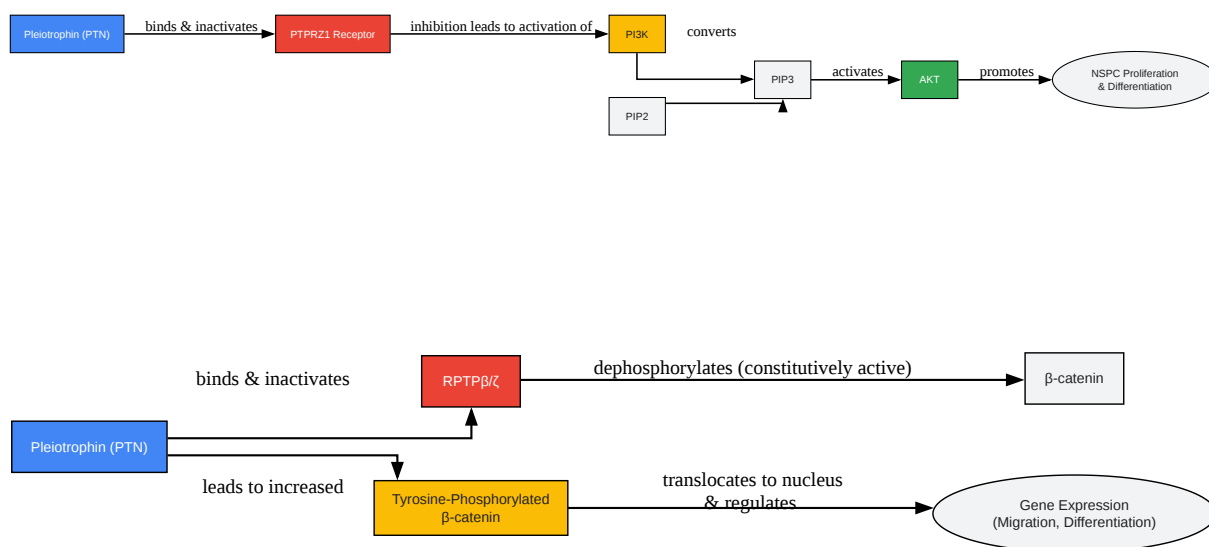 Pleiotrophin (PTN)
binds & inactivates
PTPRZ1 Receptor
inhibition leads to activation of
PI3K
converts
PIP3
activates
AKT
promotes
NSPC Proliferation
& Differentiation
PIP2
binds & inactivates
RPTPβ/ζ
dephosphorylates (constitutively active)
β-catenin
Pleiotrophin (PTN)
leads to increased
Tyrosine-Phosphorylated
β-catenin
translocates to nucleus
& regulates
Gene Expression
(Migration, Differentiation)